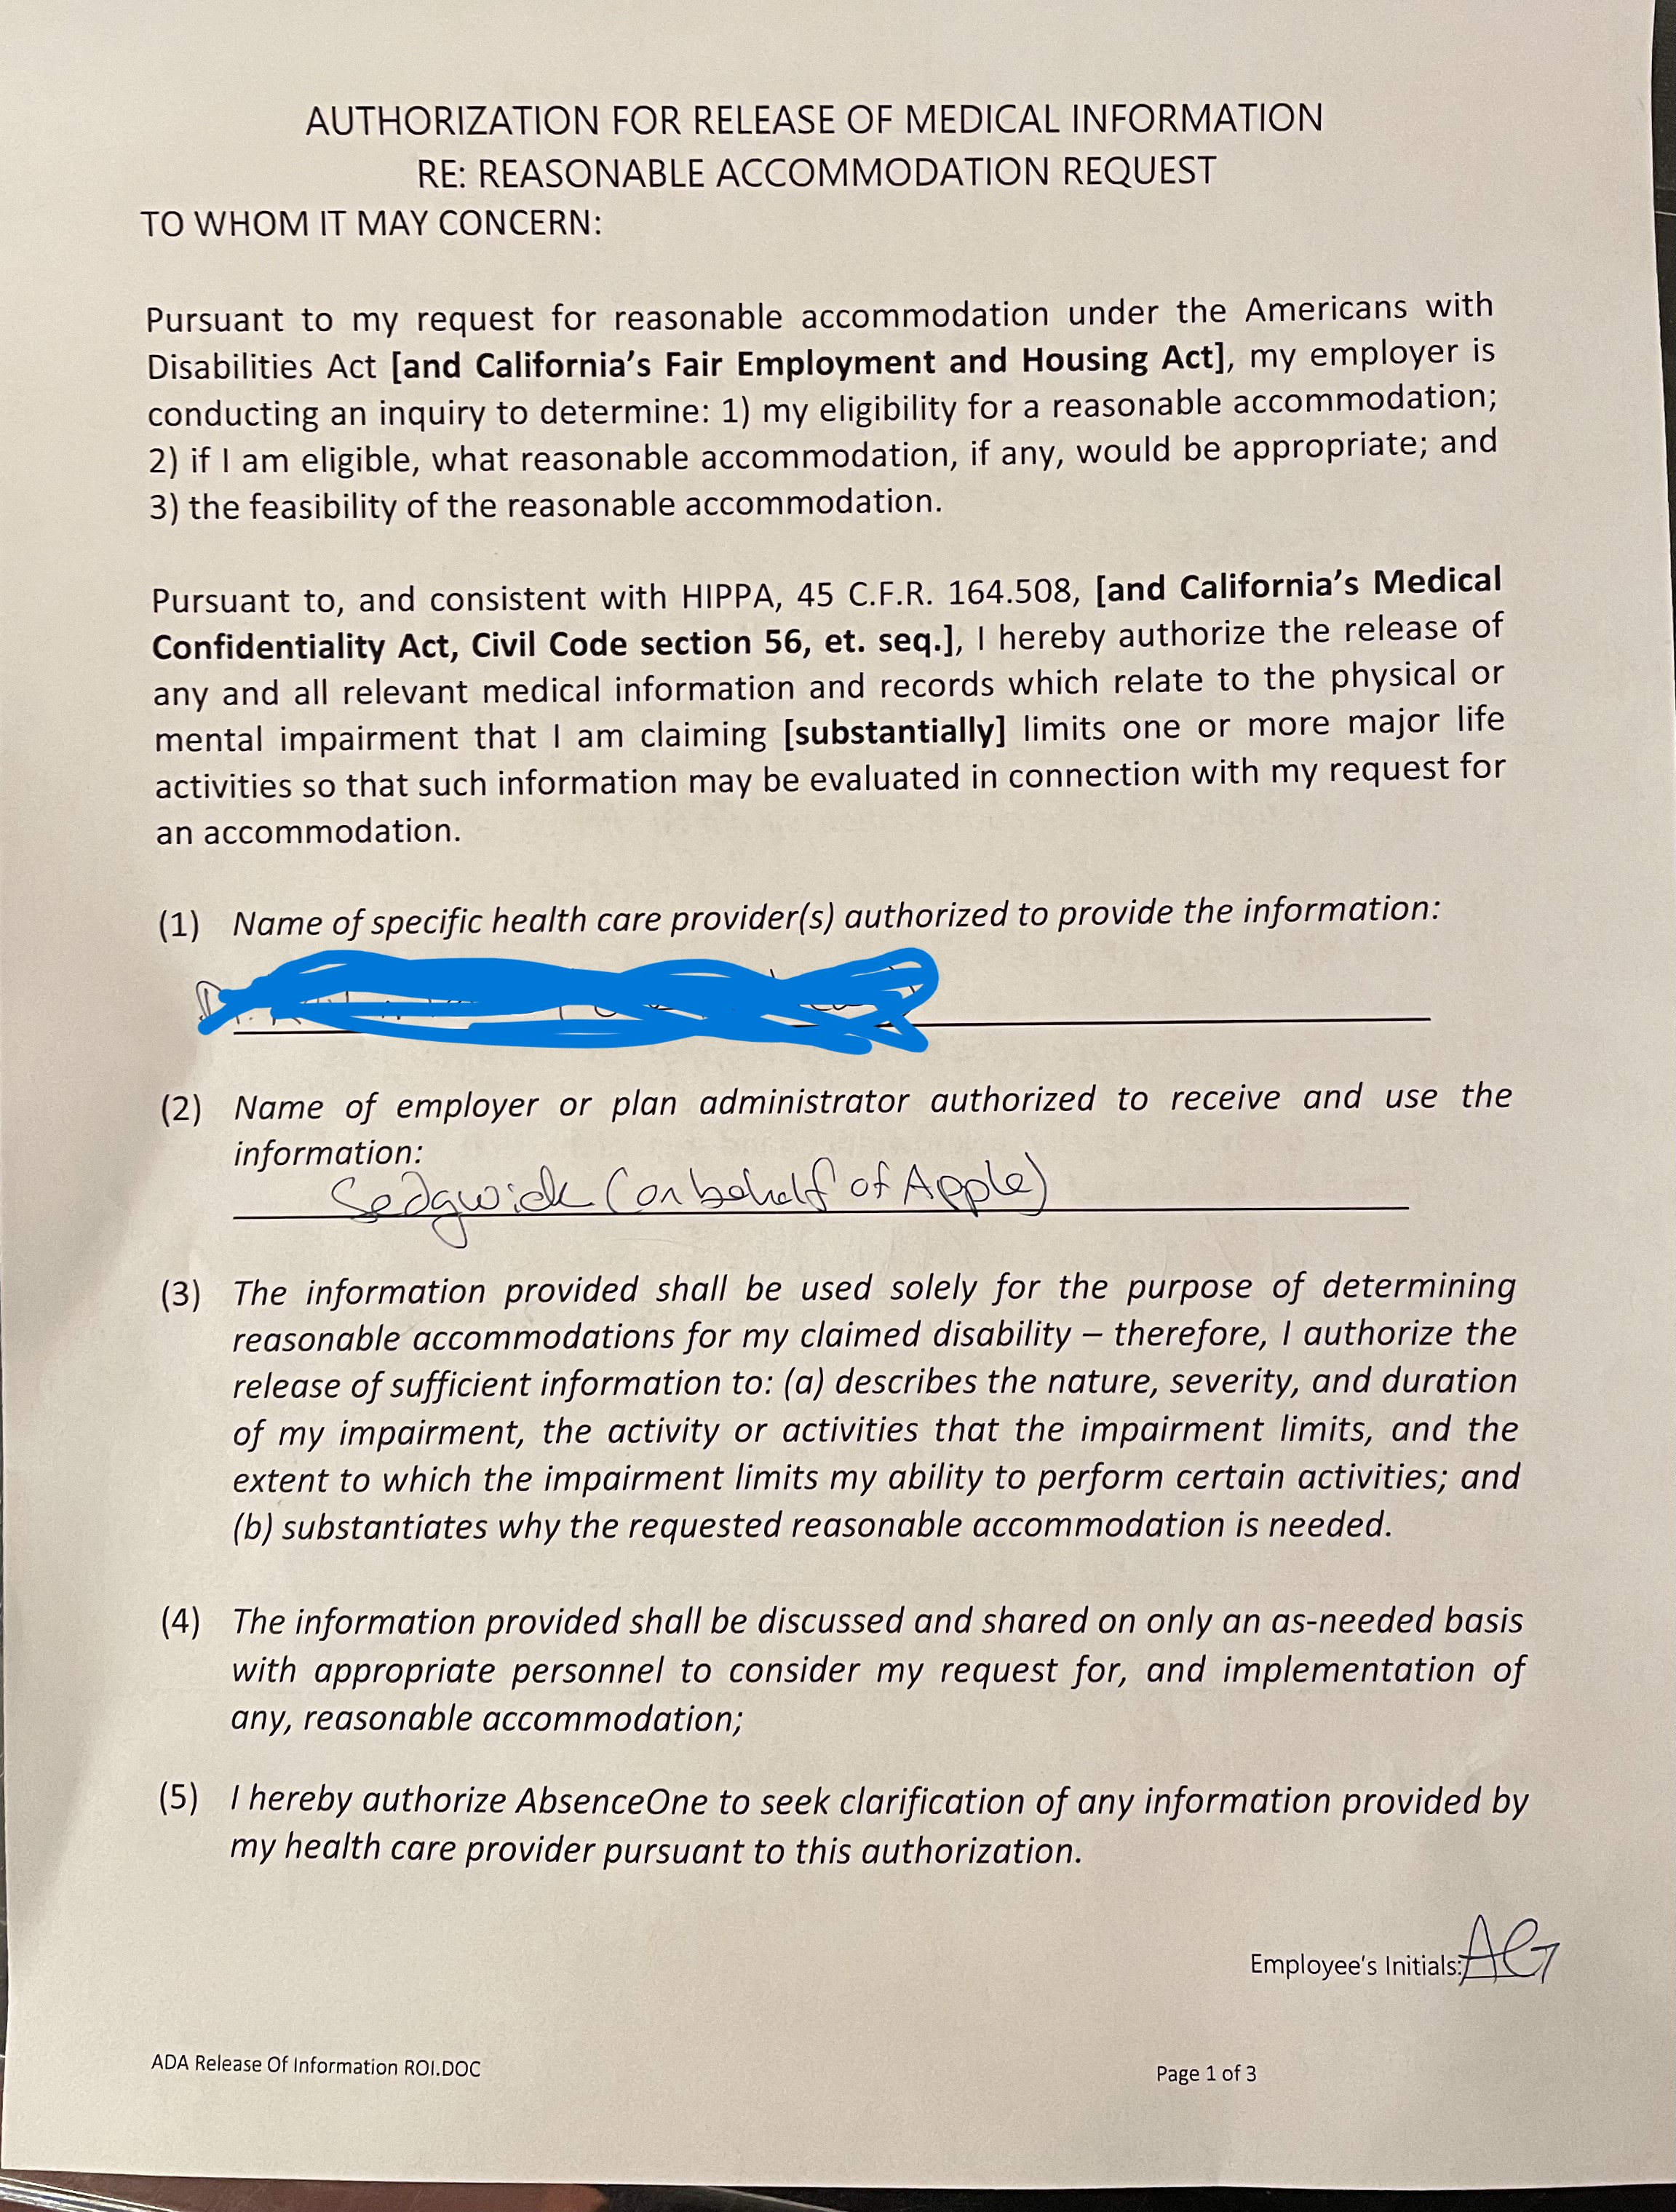 AUTHORIZATION FOR RELEASE OF MEDICAL INFORMATION
RE: REASONABLE ACCOMMODATION REQUEST
TO WHOM IT MAY CONCERN:
Pursuant to my request for reasonable accommodation under the Americans with
Disabilities Act [and California's Fair Employment and Housing Act], my employer is
conducting an inquiry to determine: 1) my eligibility for a reasonable accommodation;
2) if I am eligible, what reasonable accommodation, if any, would be appropriate; and
3) the feasibility of the reasonable accommodation.
Pursuant to, and consistent with HIPPA, 45 C.F.R. 164.508, [and California's Medical
Confidentiality Act, Civil Code section 56, et. seq.], I hereby authorize the release of
any and all relevant medical information and records which relate to the physical or
mental impairment that I am claiming [substantially] limits one or more major life
activities so that such information may be evaluated in connection with my request for
an accommodation.
(1) Name of specific health care provider(s) authorized to provide the information:
(2) Name of employer or plan administrator authorized to receive and use the
information:
Sedgwick (on behalf of Apple)
(3) The information provided shall be used solely for the purpose of determining
reasonable accommodations for my claimed disability – therefore, I authorize the
release of sufficient information to: (a) describes the nature, severity, and duration
of my impairment, the activity or activities that the impairment limits, and the
extent to which the impairment limits my ability to perform certain activities; and
(b) substantiates why the requested reasonable accommodation is needed.
(4) The information provided shall be discussed and shared on only an as-needed basis
with appropriate personnel to consider my request for, and implementation of
any, reasonable accommodation;
(5) I hereby authorize AbsenceOne to seek clarification of any information provided by
my health care provider pursuant to this authorization.
Employee's Initials: AG
ADA Release Of Information ROI.DOC Page 1 of 3